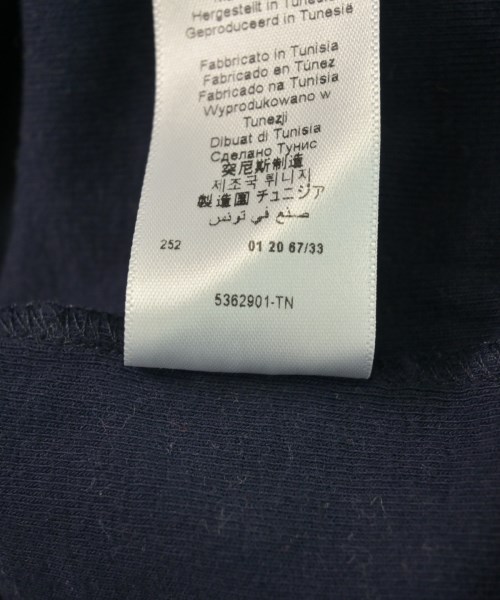 Hergestellt in Tunesien
Geproduceerd in Tunesië
Fabbricato in Tunisia
Fabricado en Túnez
Fabricado na Tunisia
Wyprodukowano w
Tunezji
Dibuat di Tunisia
Сделано Тунис
突尼斯制造
제조국 튀니지
製造國 チュニジア
صنع في تونس
252 01 20 67/33
5362901-TN